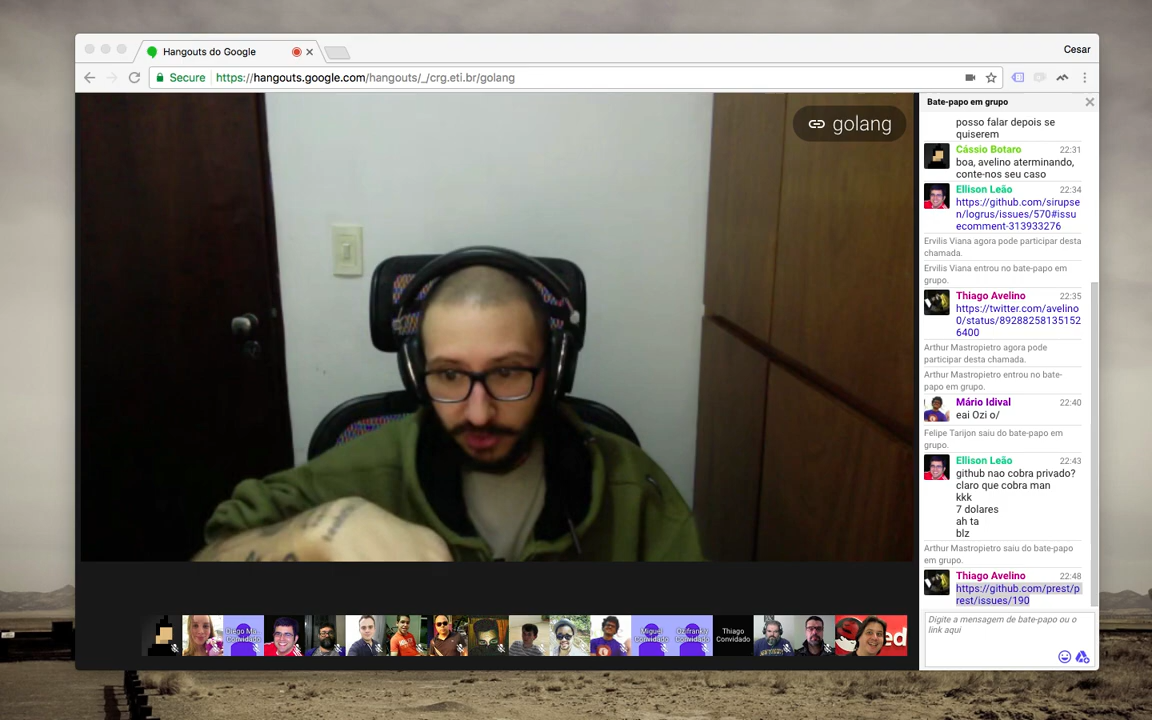 Hangouts do Google
Cesar
Secure
https://hangouts.google.com/hangouts/_/crg.eti.br/golang
golang
Bate-papo em grupo
posso falar depois se
quiserem
Cássio Botaro 22:31
boa, avelino aterminando,
conte-nos seu caso
Ellison Leão 22:34
https://github.com/sirupse
n/logrus/issues/570#issu
ecomment-313933276
Ervilis Viana agora pode participar desta
chamada.
Ervilis Viana entrou no bate-papo em
grupo.
Thiago Avelino 22:35
https://twitter.com/avelino
0/status/89288258135152
6400
Arthur Mastropietro agora pode
participar desta chamada.
Arthur Mastropietro entrou no bate-
papo em grupo.
Mário Idival 22:40
eai Ozi o/
Felipe Tarijon saiu do bate-papo em
grupo.
Ellison Leão 22:43
github nao cobra privado?
claro que cobra man
kkk
7 dolares
ah ta
blz
Arthur Mastropietro saiu do bate-papo
em grupo.
Thiago Avelino 22:48
https://github.com/prest/p
rest/issues/190
Digite a mensagem de bate-papo ou o
link aqui
Diego Ma...
Convidado
Miguel
Convidado
Convidado
Thiago
Convidado
ed